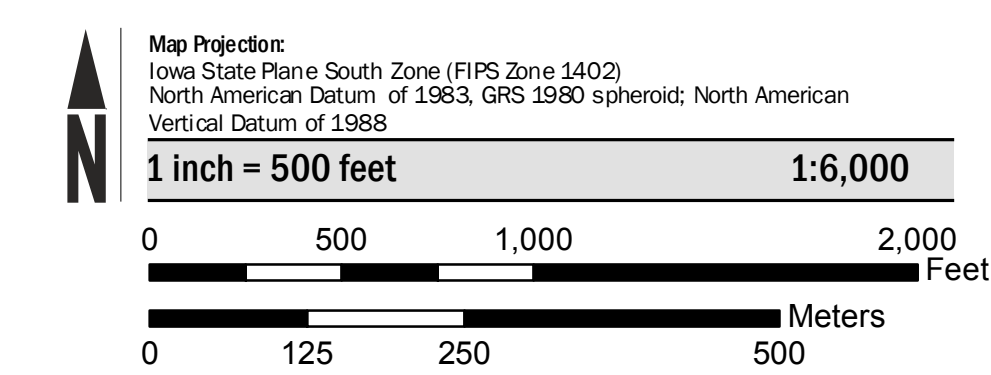 N
Map Projection:
Iowa State Plane South Zone (FIPS Zone 1402)
North American Datum of 1983, GRS 1980 spheroid; North American
Vertical Datum of 1988
1 inch = 500 feet 1:6,000
0 500 1,000 2,000
Feet
Meters
0 125 250 500